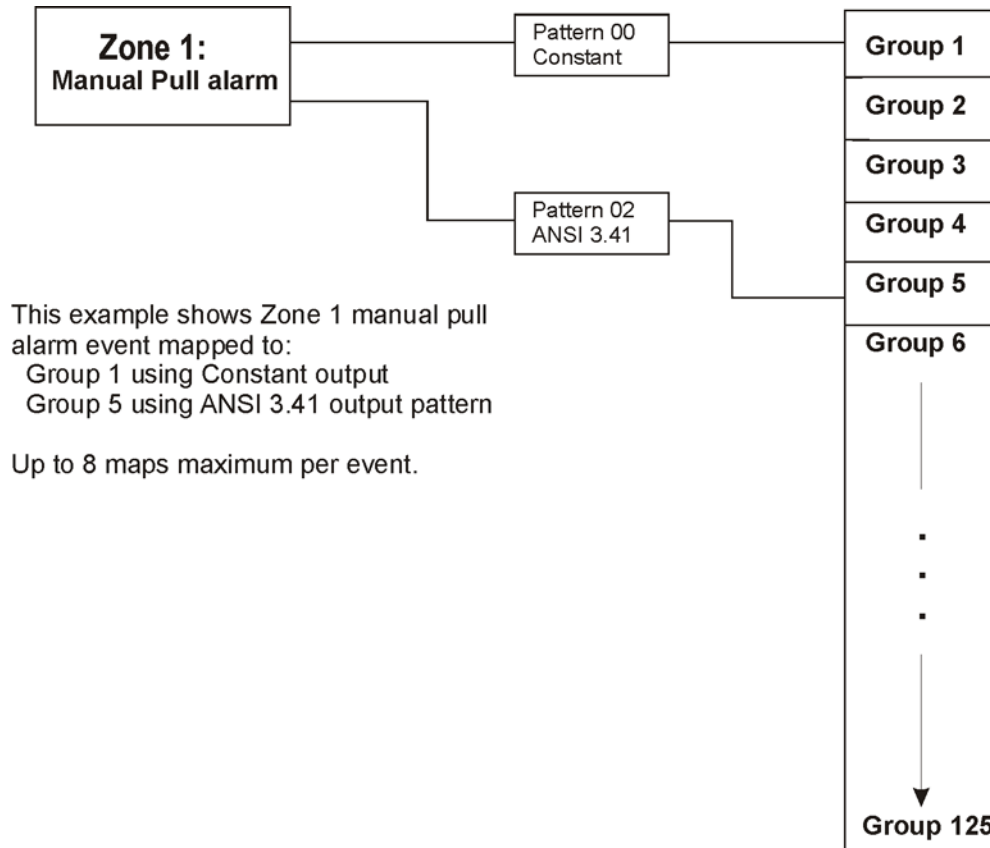 Zone 1:
Manual Pull alarm
Pattern 00
Constant
Pattern 02
ANSI 3.41
Group 1
Group 2
Group 3
Group 4
Group 5
Group 6
Group 125
This example shows Zone 1 manual pull
alarm event mapped to:
Group 1 using Constant output
Group 5 using ANSI 3.41 output pattern
Up to 8 maps maximum per event.